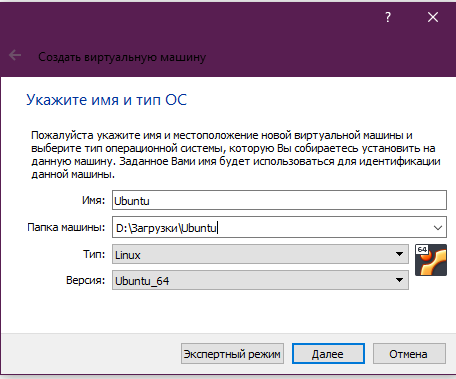 ?
Создать виртуальную машину
Укажите имя и тип ОС
Пожалуйста укажите имя и местоположение новой виртуальной машины и
выберите тип операционной системы, которую Вы собираетесь установить на
данную машину. Заданное Вами имя будет использоваться для идентификации
данной машины.
Имя: Ubuntu
Папка машины: D:\Загрузки\Ubuntu
Тип: Linux
64
Версия: Ubuntu_64
Экспертный режим Далее Отмена